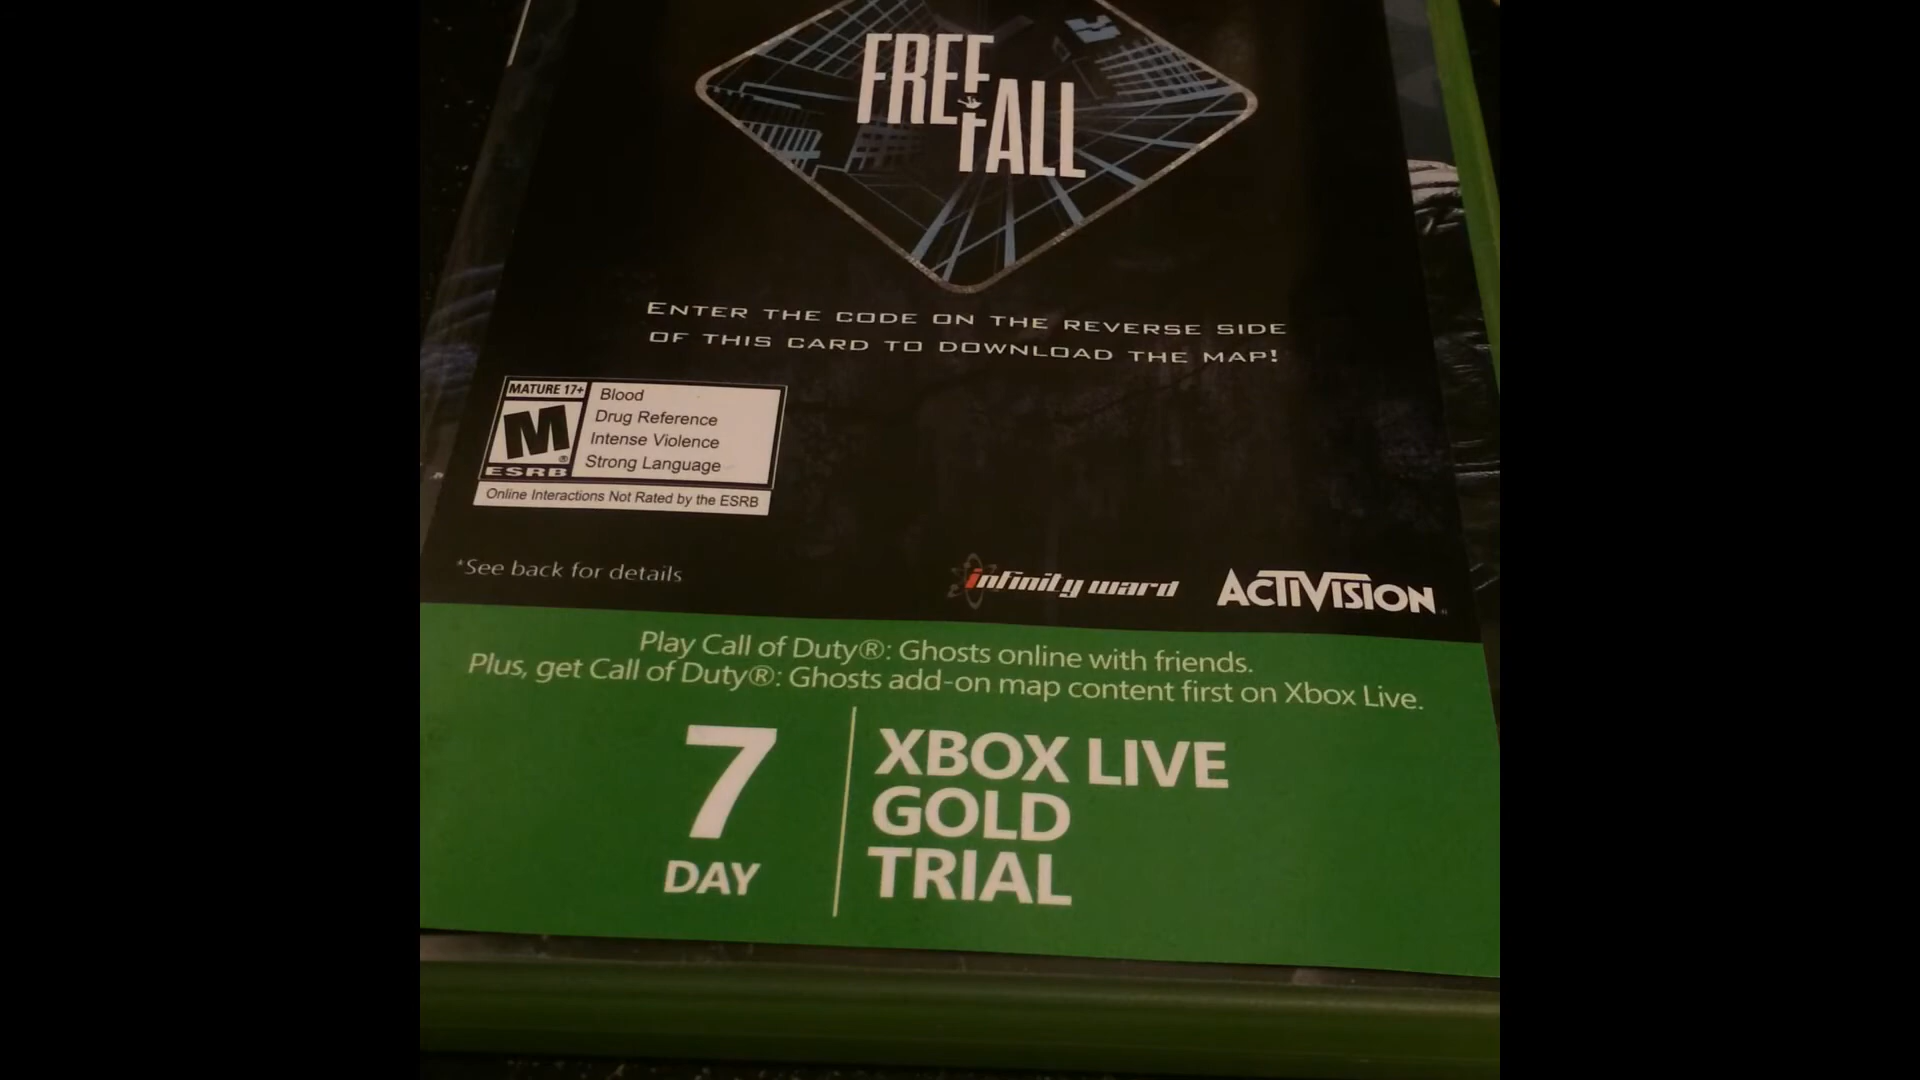 FREE
FALL
ENTER THE CODE ON THE REVERSE SIDE
OF THIS CARD TO DOWNLOAD THE MAP!
MATURE 17+
M®
ESRB
Blood
Drug Reference
Intense Violence
Strong Language
Online Interactions Not Rated by the ESRB
*See back for details
infinity ward
ACTIVISION
Play Call of Duty®: Ghosts online with friends.
Plus, get Call of Duty®: Ghosts add-on map content first on Xbox Live.
7
DAY
XBOX LIVE
GOLD
TRIAL